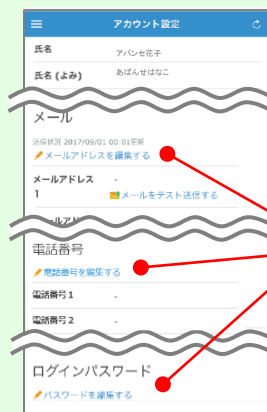 アカウント設定
氏名 アバンセ花子
氏名 (よみ) あばんせはなこ
メール
送信状況 2017/09/01 00:01更新
メールアドレスを編集する
メールアドレス -
1 メールをテスト送信する
電話番号
電話番号を編集する
電話番号1 -
電話番号2 -
ログインパスワード
パスワードを編集する